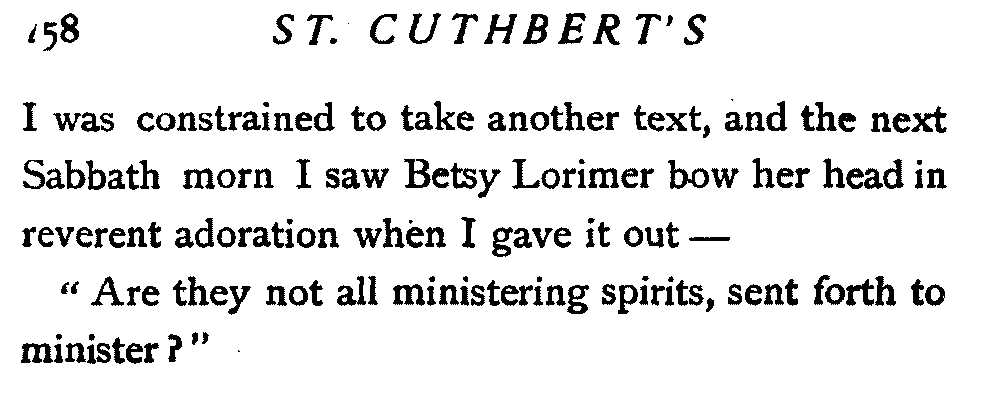 158 ST. CUTHBERT'S
I was constrained to take another text, and the next
Sabbath morn I saw Betsy Lorimer bow her head in
reverent adoration when I gave it out —
“ Are they not all ministering spirits, sent forth to
minister ? ”